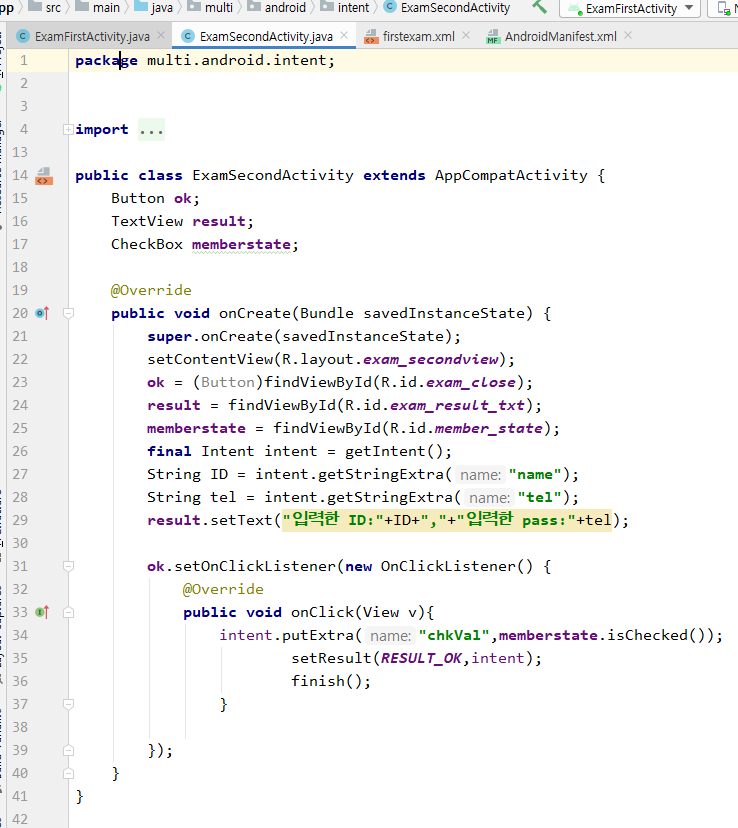 pp src main java multi android intent ExamSecondActivity ExamFirstActivity
ExamFirstActivity.java ExamSecondActivity.java firstexam.xml AndroidManifest.xml
1 package multi.android.intent;
2
3
4 import ...
13
14 public class ExamSecondActivity extends AppCompatActivity {
15 Button ok;
16 TextView result;
17 CheckBox memberstate;
18
19 @Override
20 public void onCreate(Bundle savedInstanceState) {
21 super.onCreate(savedInstanceState);
22 setContentView(R.layout.exam_secondview);
23 ok = (Button)findViewById(R.id.exam_close);
24 result = findViewById(R.id.exam_result_txt);
25 memberstate = findViewById(R.id.member_state);
26 final Intent intent = getIntent();
27 String ID = intent.getStringExtra( name: "name");
28 String tel = intent.getStringExtra( name: "tel");
29 result.setText("입력한 ID:"+ID+","+"입력한 pass:"+tel);
30
31 ok.setOnClickListener(new OnClickListener() {
32 @Override
33 public void onClick(View v){
34 intent.putExtra( name: "chkVal",memberstate.isChecked());
35 setResult(RESULT_OK,intent);
36 finish();
37 }
38
39 });
40 }
41 }
42